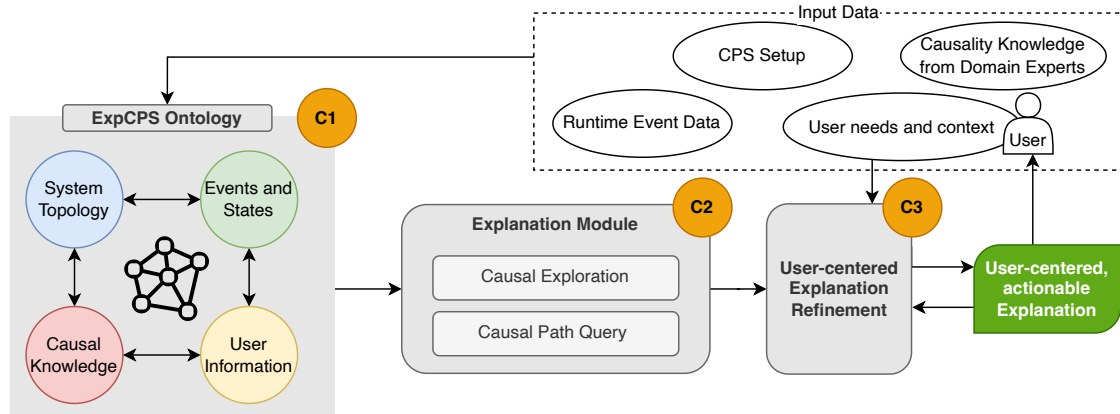 Input Data
CPS Setup
Causality Knowledge
from Domain Experts
Runtime Event Data
User needs and context
User
ExpCPS Ontology
C1
System
Topology
Events and
States
Causal
Knowledge
User
Information
C2
Explanation Module
Causal Exploration
Causal Path Query
C3
User-centered
Explanation
Refinement
User-centered,
actionable
Explanation